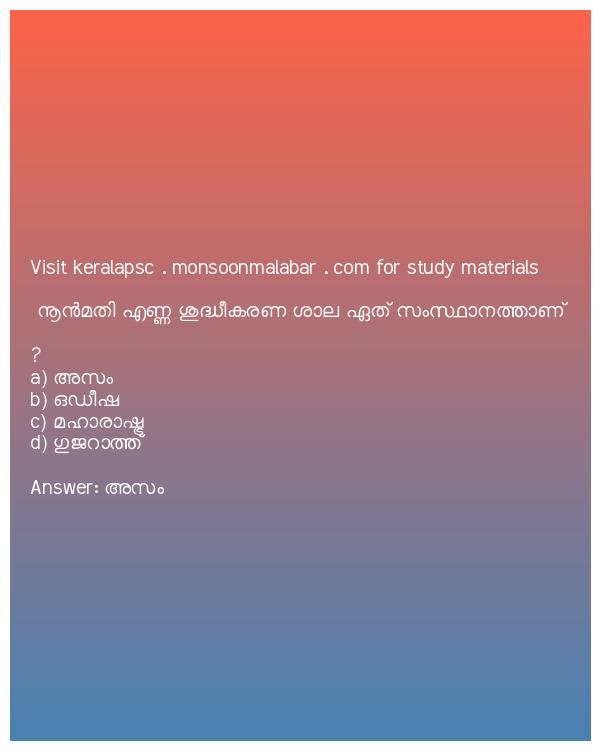 Visit keralapsc . monsoonmalabar . com for study materials
നൂൻമതി എണ്ണ ശുദ്ധീകരണ ശാല ഏത് സംസ്ഥാനത്താണ്
?
a) അസം
b) ഒഡീഷ
c) മഹാരാഷ്ട്ര
d) ഗുജറാത്ത്
Answer: അസം